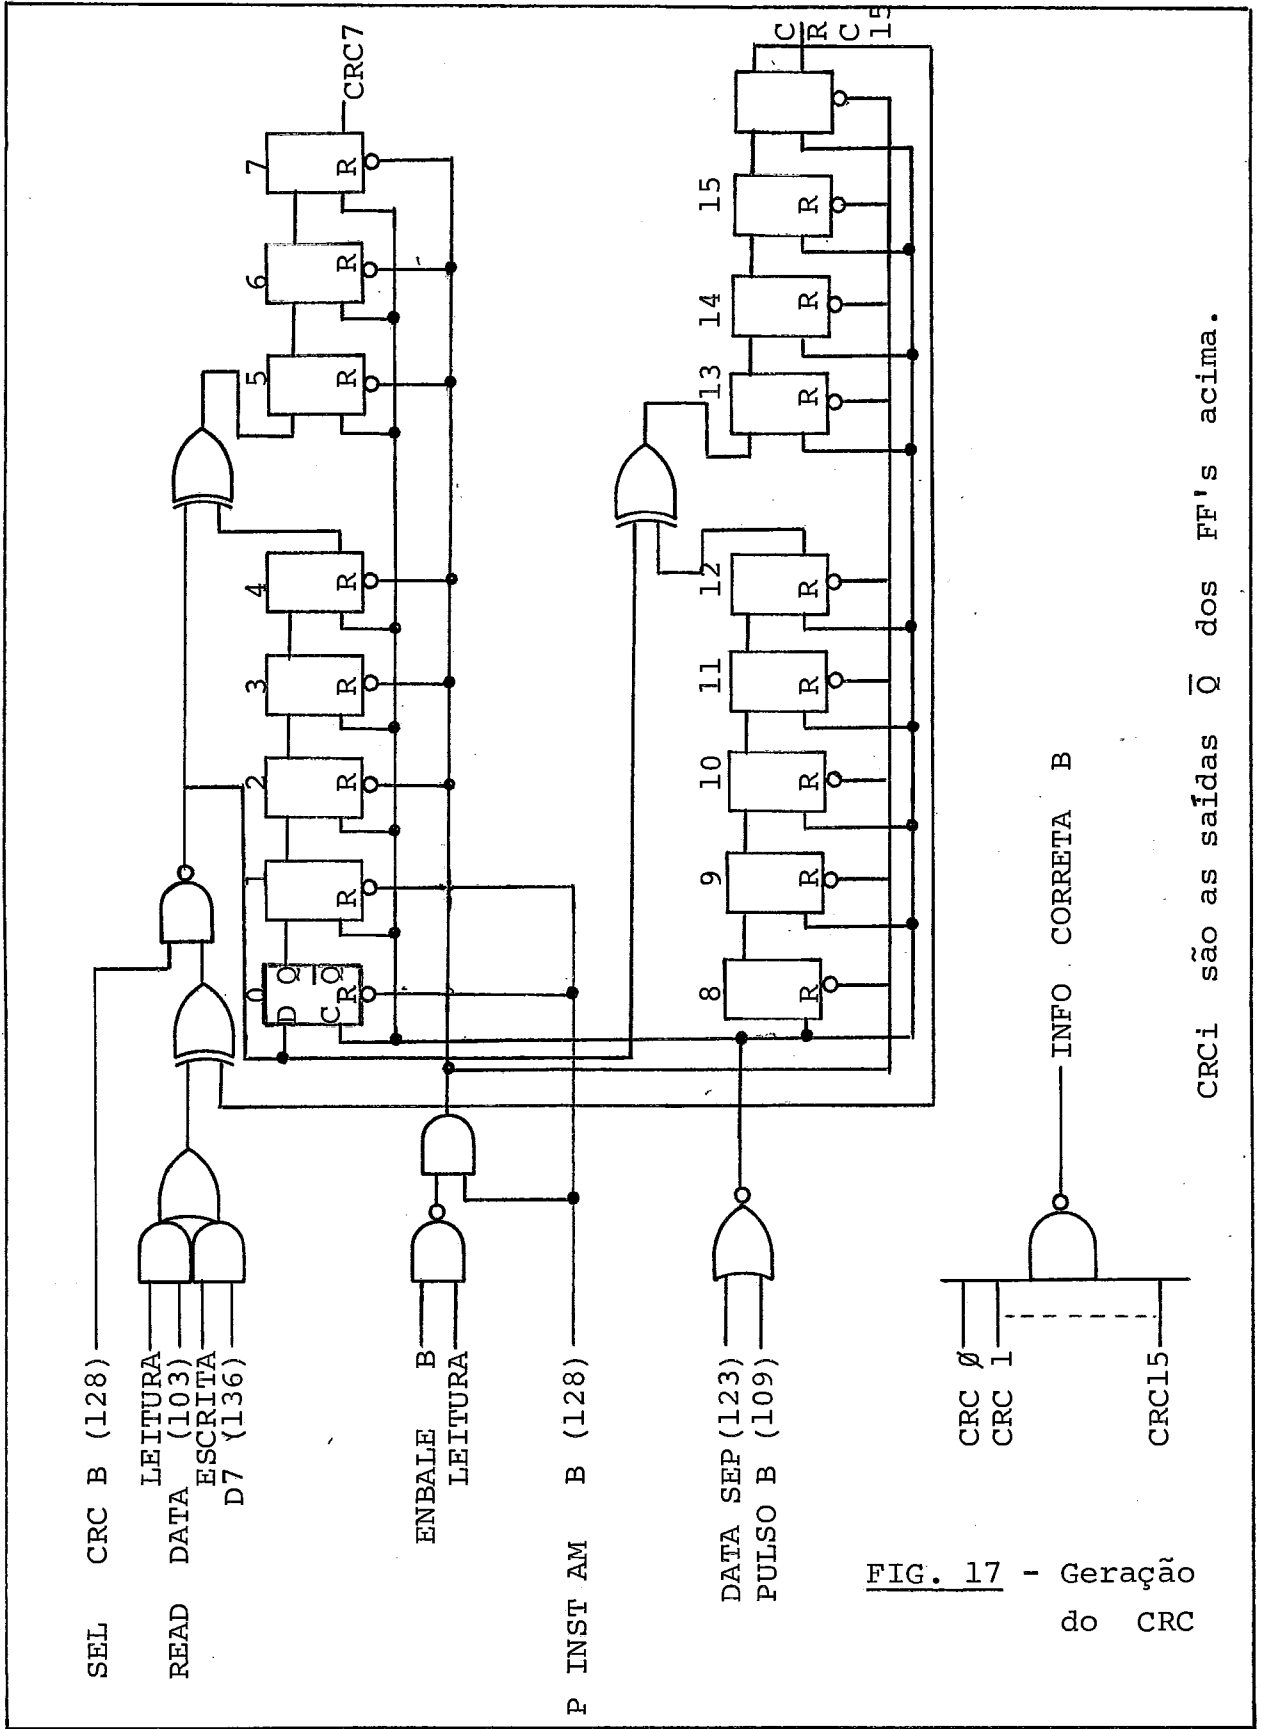 SEL CRC B (128)
LEITURA
READ DATA (103)
ESCRITA
D7 (136)
ENBALE B
LEITURA
P INST AM B (128)
DATA SEP (123)
PULSO B (109)
0
1
2
3
4
5
6
7
D Q
C Q̅
R
R
R
R
R
R
R
R
CRC7
8
9
10
11
12
13
14
15
R
R
R
R
R
R
R
R
C
R
C
15
CRC Ø
CRC 1
CRC15
INFO CORRETA B
CRCi são as saídas Q̅ dos FF's acima.
FIG. 17 - Geração
do CRC